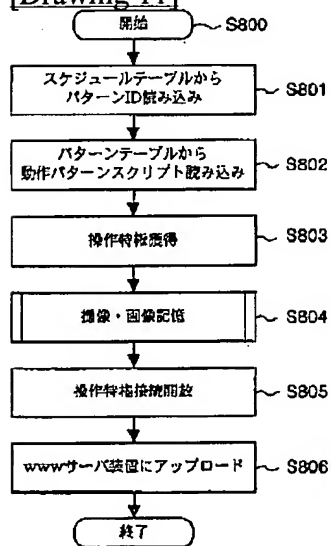 [Drawing 11]
開始
S800
スケジュールテーブルから
パターンID読み込み
S801
パターンテーブルから
動作パターンスクリプト読み込み
S802
操作特権獲得
S803
撮像・画像記憶
S804
操作特権接続開放
S805
WWWサーバ装置にアップロード
S806
終了